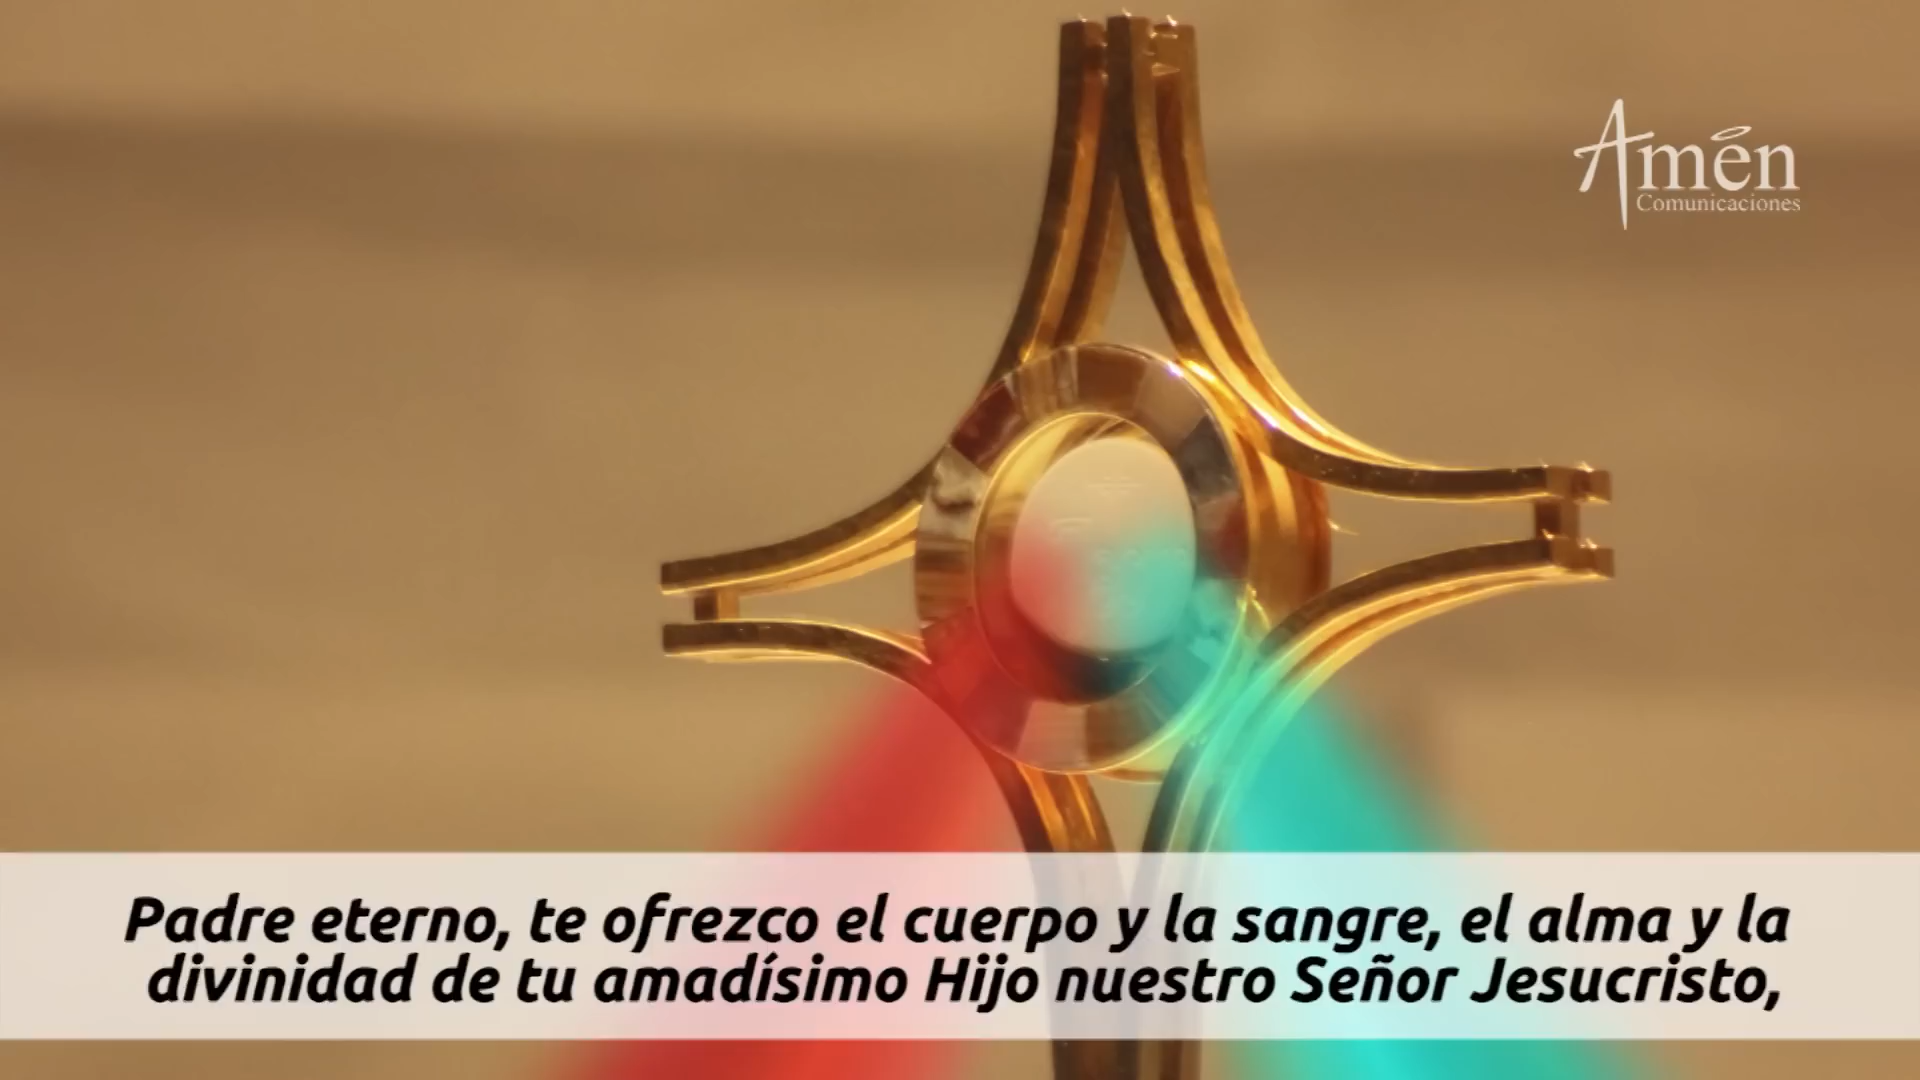 Amén
Comunicaciones
Padre eterno, te ofrezco el cuerpo y la sangre, el alma y la
divinidad de tu amadísimo Hijo nuestro Señor Jesucristo,